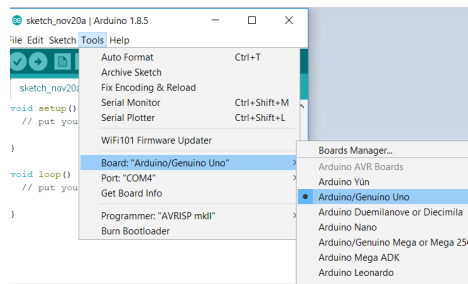 sketch_nov20a | Arduino 1.8.5
File Edit Sketch Tools Help
sketch_nov20a
void setup()
// put you
}
void loop()
// put you
}
Auto Format Ctrl+T
Archive Sketch
Fix Encoding & Reload
Serial Monitor Ctrl+Shift+M
Serial Plotter Ctrl+Shift+L
WiFi101 Firmware Updater
Board: "Arduino/Genuino Uno"
Port: "COM4"
Get Board Info
Programmer: "AVRISP mkII"
Burn Bootloader
Boards Manager...
Arduino AVR Boards
Arduino Yún
Arduino/Genuino Uno
Arduino Duemilanove or Diecimila
Arduino Nano
Arduino/Genuino Mega or Mega 256
Arduino Mega ADK
Arduino Leonardo